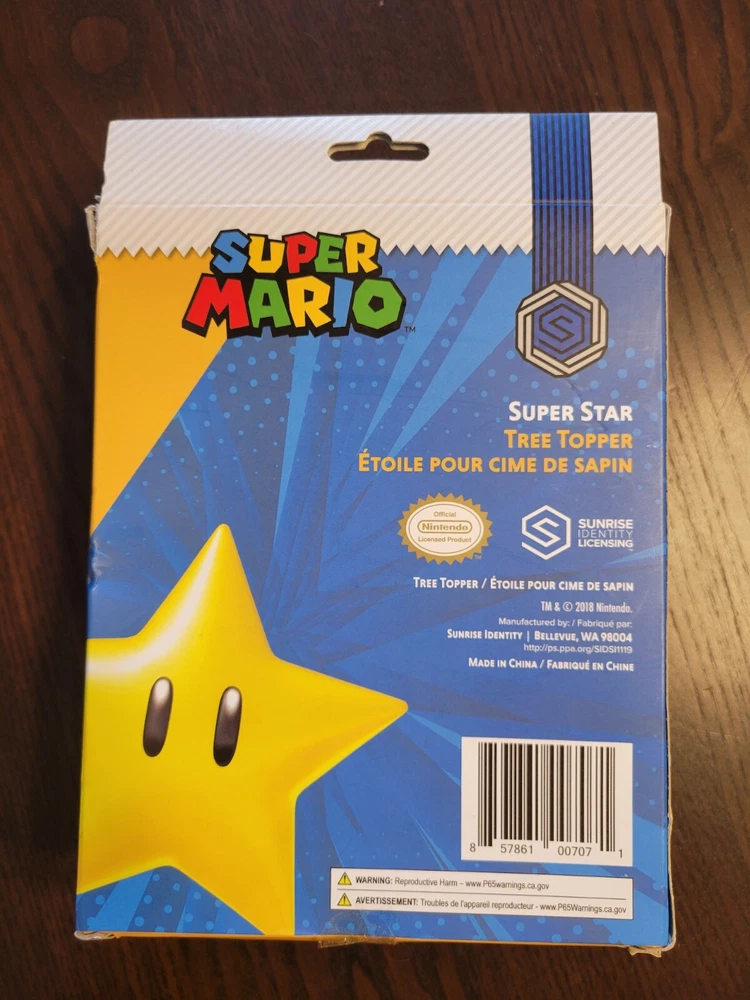 SUPER
MARIO™
S
SUPER STAR
TREE TOPPER
ÉTOILE POUR CIME DE SAPIN
Official
Nintendo
Licensed Product
™
SUNRISE
IDENTITY
LICENSING™
TREE TOPPER / ÉTOILE POUR CIME DE SAPIN
TM & © 2018 Nintendo.
Manufactured by: / Fabriqué par:
SUNRISE IDENTITY | BELLEVUE, WA 98004
http://ps.ppa.org/SIDSI1119
MADE IN CHINA / FABRIQUÉ EN CHINE
8 57861 00707 1
WARNING: Reproductive Harm – www.P65Warnings.ca.gov
AVERTISSEMENT: Troubles de l'appareil reproducteur - www.P65Warnings.ca.gov